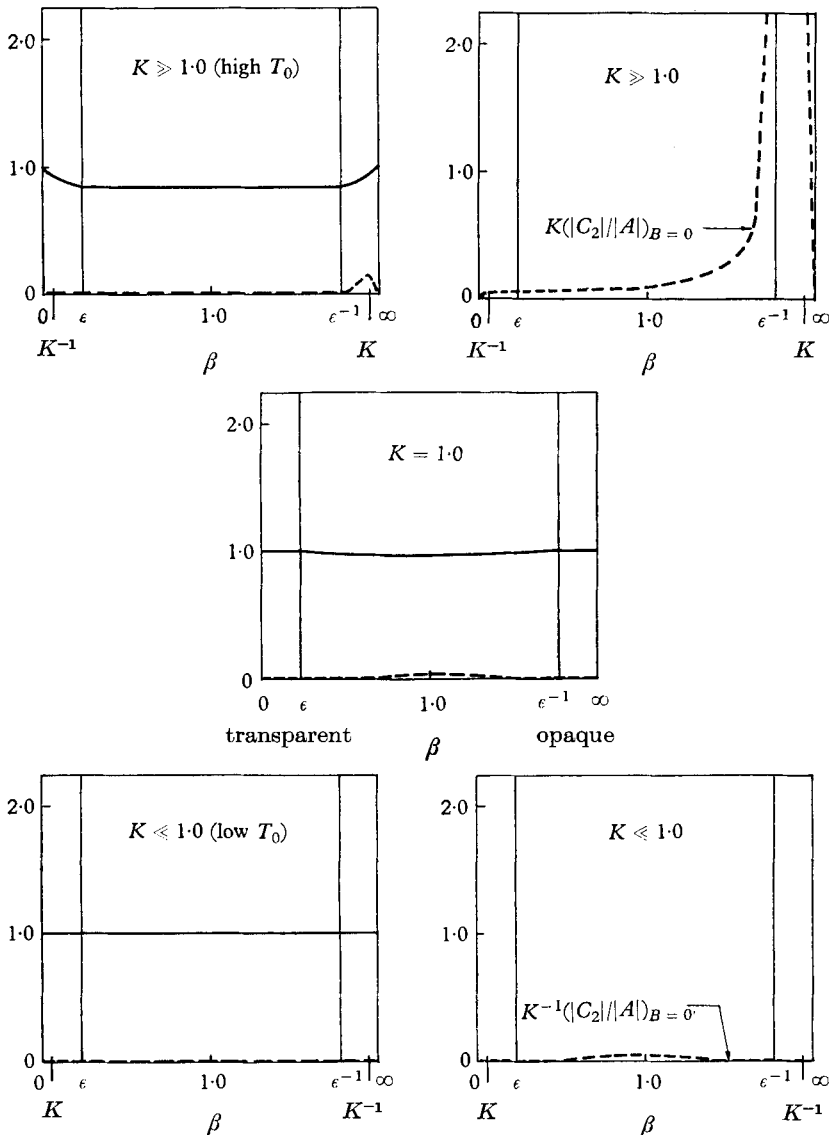 2·0
K ≫ 1·0 (high T₀)
1·0
0
0 ϵ 1·0 ϵ⁻¹ ∞
K⁻¹ β K
2·0
K ≫ 1·0
1·0
K(|C₂|/|A|)B = 0
0
0 ϵ 1·0 ϵ⁻¹ ∞
K⁻¹ β K
2·0
K = 1·0
1·0
0
0 ϵ 1·0 ϵ⁻¹ ∞
transparent β opaque
2·0
K ≪ 1·0 (low T₀)
1·0
0
0 ϵ 1·0 ϵ⁻¹ ∞
K β K⁻¹
2·0
K ≪ 1·0
1·0
K⁻¹(|C₂|/|A|)B = 0
0
0 ϵ 1·0 ϵ⁻¹ ∞
K β K⁻¹